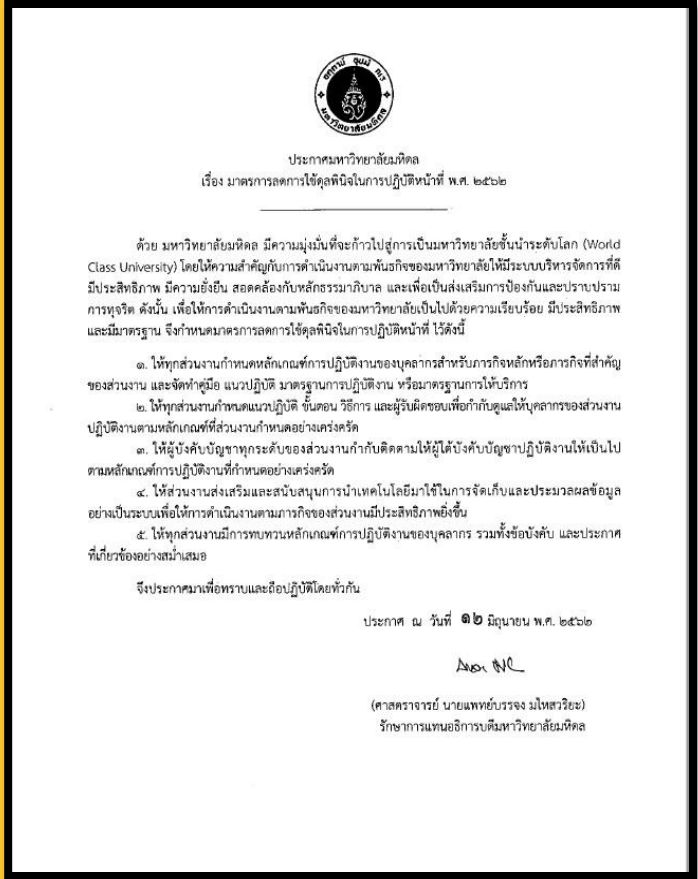 อตฺตานํ อุปมํ กเร
มหาวิทยาลัยมหิดล
ประกาศมหาวิทยาลัยมหิดล
เรื่อง มาตรการลดการใช้ดุลพินิจในการปฏิบัติหน้าที่ พ.ศ. ๒๕๖๒
ด้วย มหาวิทยาลัยมหิดล มีความมุ่งมั่นที่จะก้าวไปสู่การเป็นมหาวิทยาลัยชั้นนำระดับโลก (World
Class University) โดยให้ความสำคัญกับการดำเนินงานตามพันธกิจของมหาวิทยาลัยให้มีระบบบริหารจัดการที่ดี
มีประสิทธิภาพ มีความยั่งยืน สอดคล้องกับหลักธรรมาภิบาล และเพื่อเป็นส่งเสริมการป้องกันและปราบปราม
การทุจริต ดังนั้น เพื่อให้การดำเนินงานตามพันธกิจของมหาวิทยาลัยเป็นไปด้วยความเรียบร้อย มีประสิทธิภาพ
และมีมาตรฐาน จึงกำหนดมาตรการลดการใช้ดุลพินิจในการปฏิบัติหน้าที่ ไว้ดังนี้
๑. ให้ทุกส่วนงานกำหนดหลักเกณฑ์การปฏิบัติงานของบุคลากรสำหรับภารกิจหลักหรือภารกิจที่สำคัญ
ของส่วนงาน และจัดทำคู่มือ แนวปฏิบัติ มาตรฐานการปฏิบัติงาน หรือมาตรฐานการให้บริการ
๒. ให้ทุกส่วนงานกำหนดแนวปฏิบัติ ขั้นตอน วิธีการ และผู้รับผิดชอบเพื่อกำกับดูแลให้บุคลากรของส่วนงาน
ปฏิบัติงานตามหลักเกณฑ์ที่ส่วนงานกำหนดอย่างเคร่งครัด
๓. ให้ผู้บังคับบัญชาทุกระดับของส่วนงานกำกับติดตามให้ผู้ใต้บังคับบัญชาปฏิบัติงานให้เป็นไป
ตามหลักเกณฑ์การปฏิบัติงานที่กำหนดอย่างเคร่งครัด
๔. ให้ส่วนงานส่งเสริมและสนับสนุนการนำเทคโนโลยีมาใช้ในการจัดเก็บและประมวลผลข้อมูล
อย่างเป็นระบบเพื่อให้การดำเนินงานตามภารกิจของส่วนงานมีประสิทธิภาพยิ่งขึ้น
๕. ให้ทุกส่วนงานมีการทบทวนหลักเกณฑ์การปฏิบัติงานของบุคลากร รวมทั้งข้อบังคับ และประกาศ
ที่เกี่ยวข้องอย่างสม่ำเสมอ
จึงประกาศมาเพื่อทราบและถือปฏิบัติโดยทั่วกัน
ประกาศ ณ วันที่ ๑๒ มิถุนายน พ.ศ. ๒๕๖๒
(ศาสตราจารย์ นายแพทย์บรรจง มไหสวริยะ)
รักษาการแทนอธิการบดีมหาวิทยาลัยมหิดล